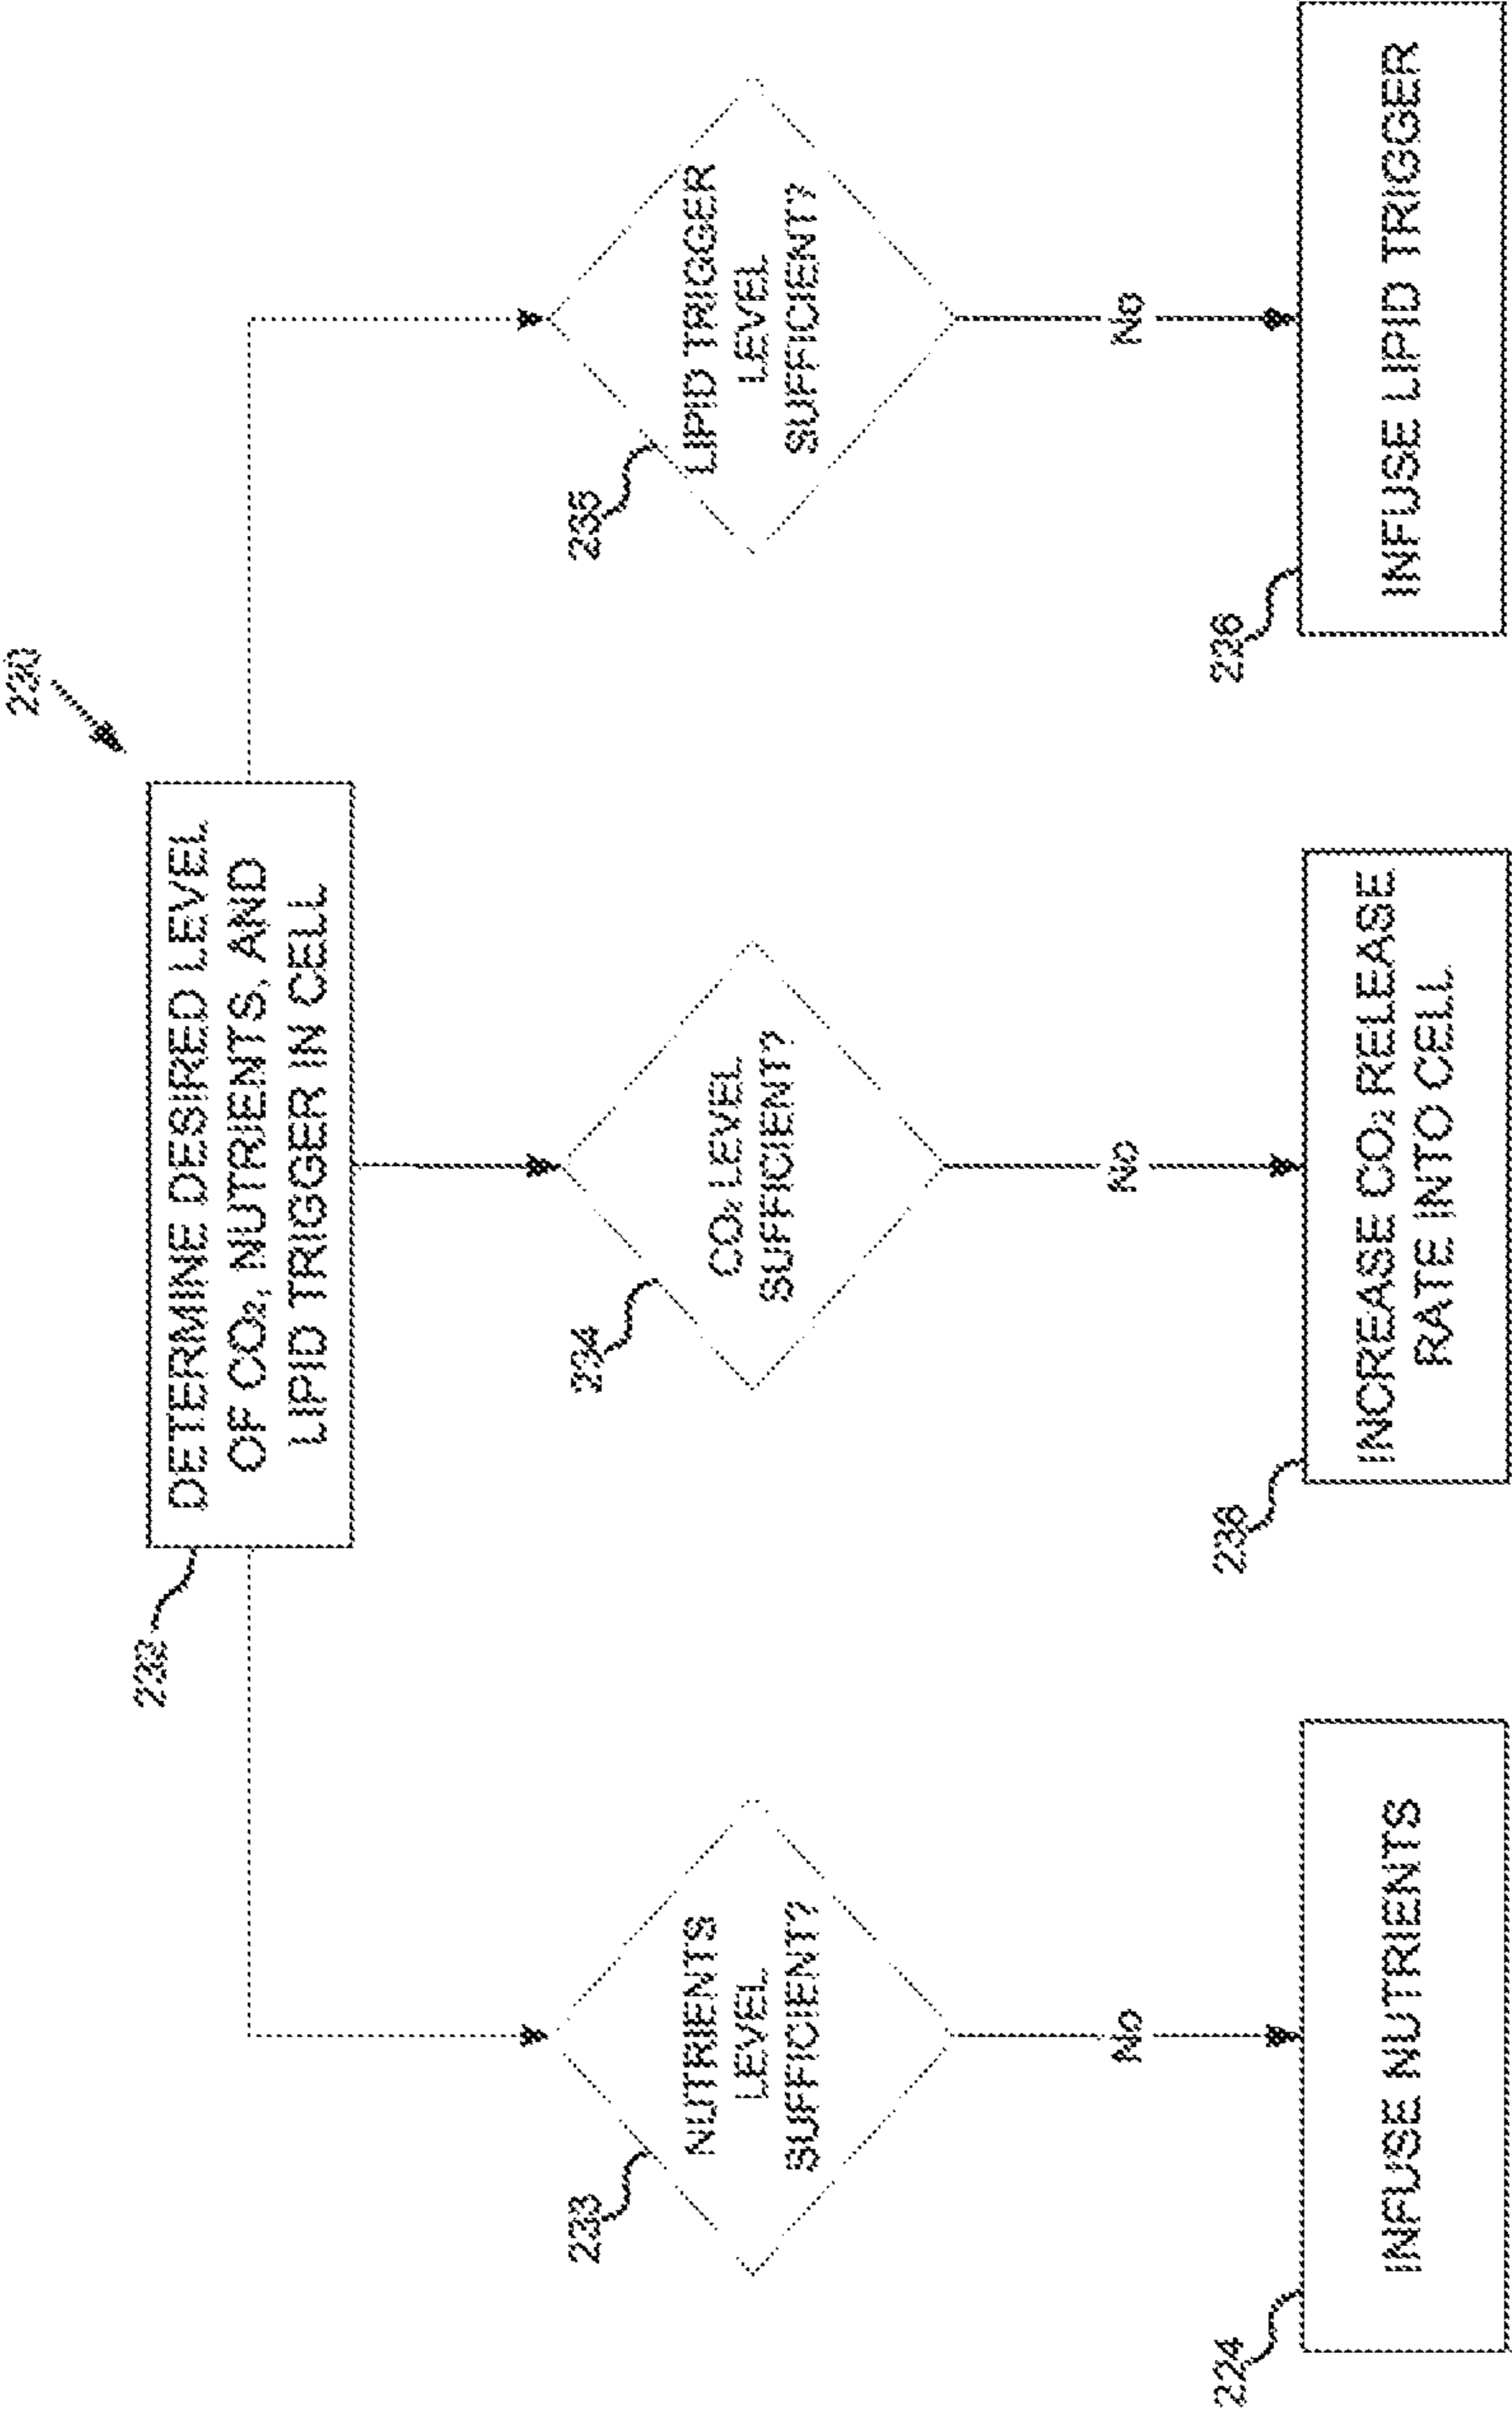 230
232
DETERMINE DESIRED LEVEL
OF CO₂, NUTRIENTS, AND
LIPID TRIGGER IN CELL
233
NUTRIENTS
LEVEL
SUFFICIENT?
234
CO₂ LEVEL
SUFFICIENT?
235
LIPID TRIGGER
LEVEL
SUFFICIENT?
No
No
No
224
INFUSE NUTRIENTS
238
INCREASE CO₂ RELEASE
RATE INTO CELL
INFUSE LIPID TRIGGER